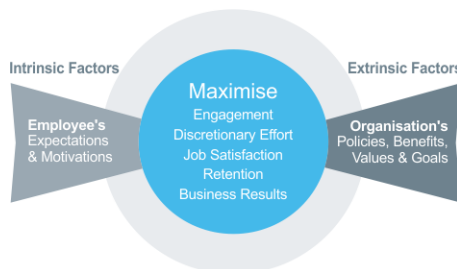 Intrinsic Factors
Extrinsic Factors
Employee's
Expectations
& Motivations
Maximise
Engagement
Discretionary Effort
Job Satisfaction
Retention
Business Results
Organisation's
Policies, Benefits,
Values & Goals